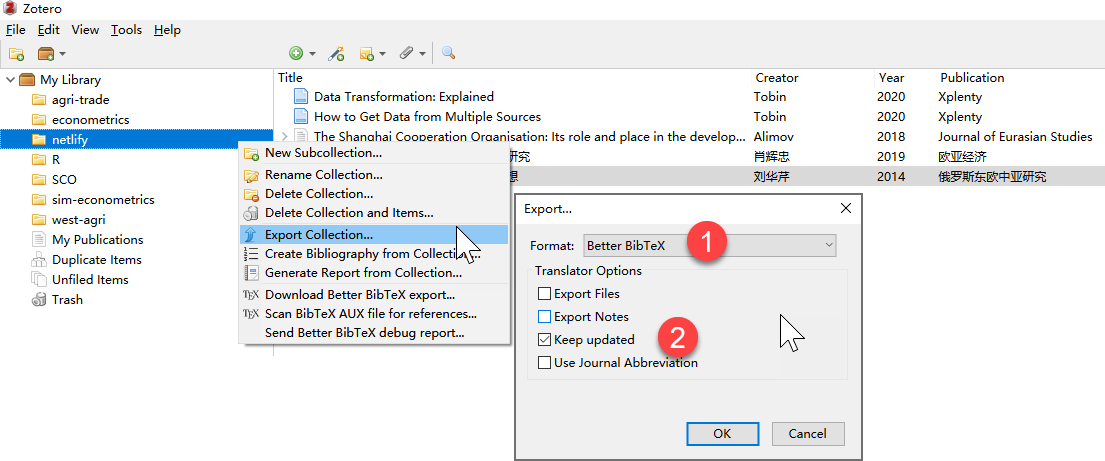 Zotero
File Edit View Tools Help
Title Creator Year Publication
My Library
agri-trade
econometrics
netlify
R
SCO
sim-econometrics
west-agri
My Publications
Duplicate Items
Unfiled Items
Trash
Data Transformation: Explained Tobin 2020 Xplenty
How to Get Data from Multiple Sources Tobin 2020 Xplenty
The Shanghai Cooperation Organisation: Its role and place in the develop... Alimov 2018 Journal of Eurasian Studies
研究 肖辉忠 2019 欧亚经济
想 刘华芹 2014 俄罗斯东欧中亚研究
New Subcollection...
Rename Collection...
Delete Collection...
Delete Collection and Items...
Export Collection...
Create Bibliography from Collection...
Generate Report from Collection...
TEX Download Better BibTeX export...
TEX Scan BibTeX AUX file for references...
Send Better BibTeX debug report...
Export...
Format: Better BibTeX 1
Translator Options
Export Files
Export Notes
Keep updated 2
Use Journal Abbreviation
OK Cancel